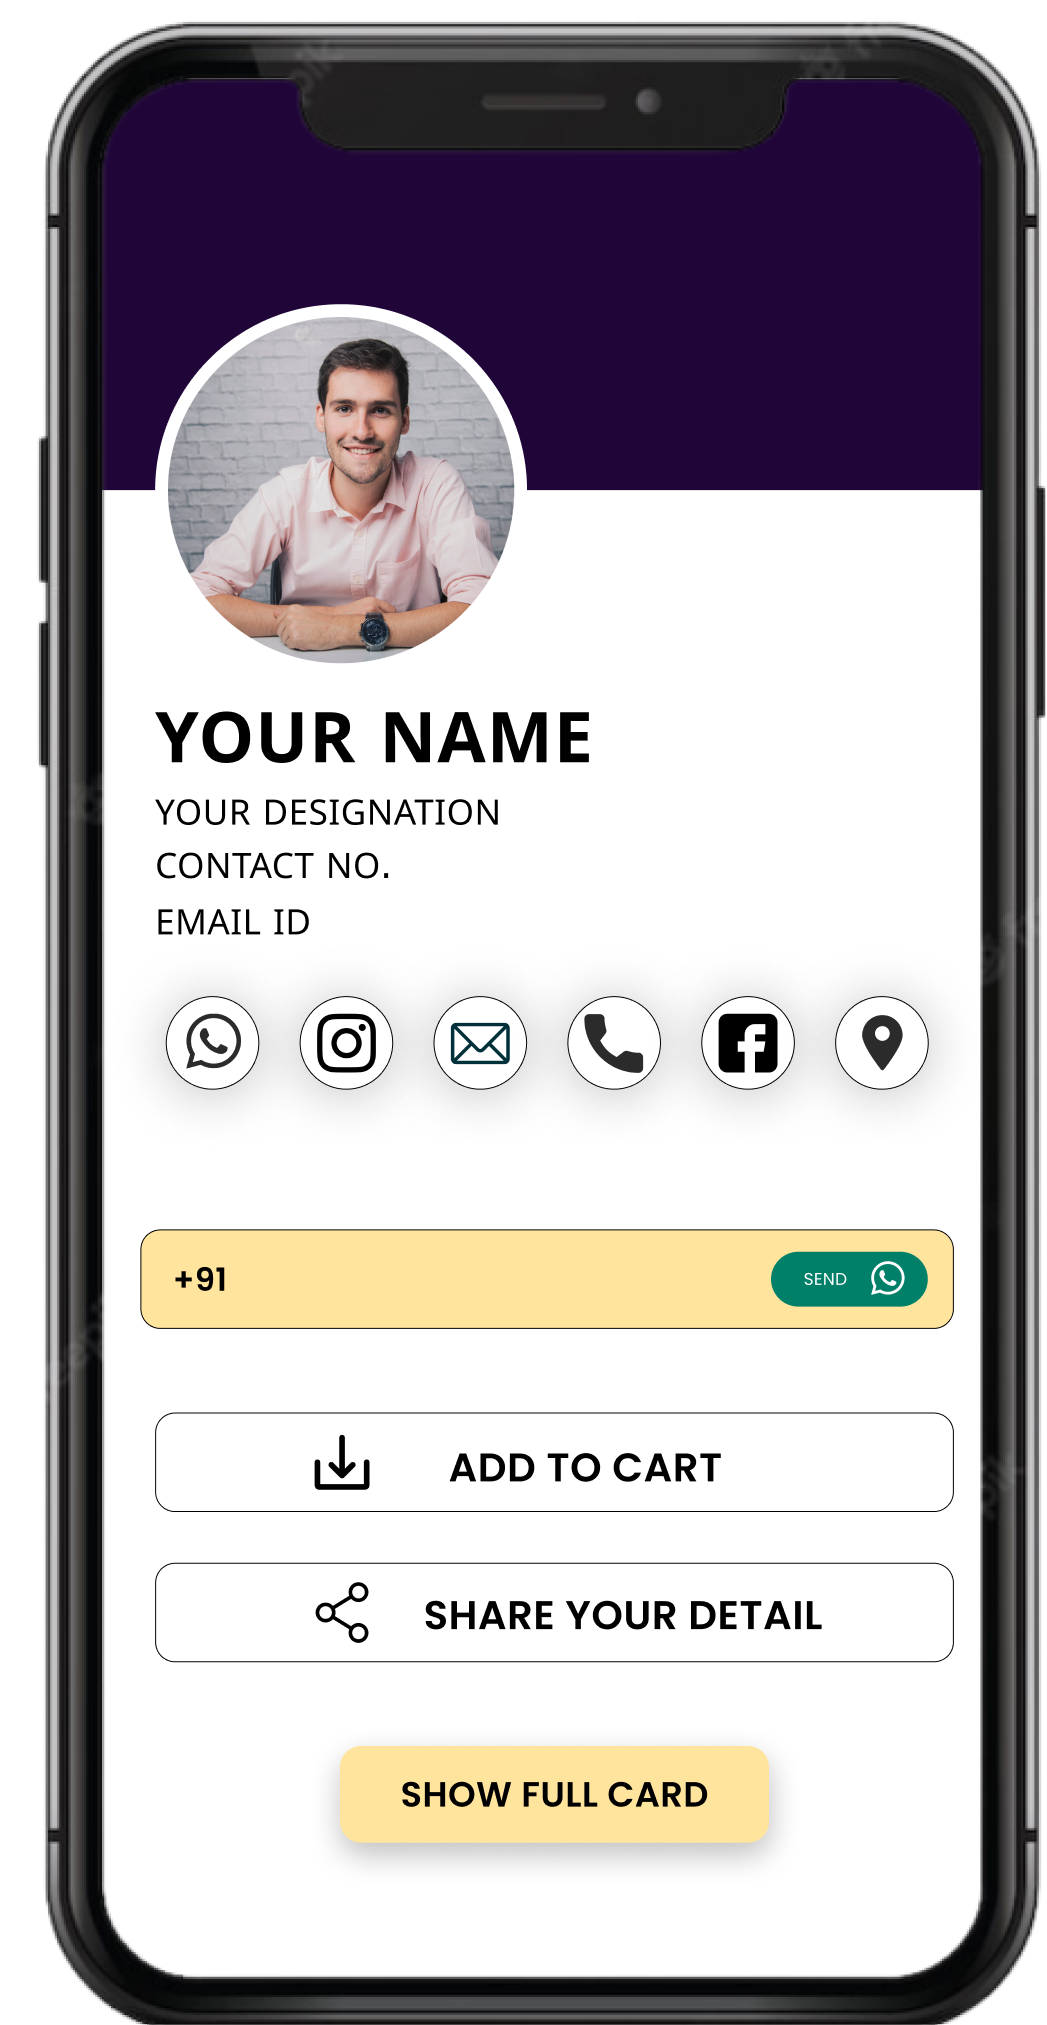 YOUR NAME
YOUR DESIGNATION
CONTACT NO.
EMAIL ID
+91
SEND
ADD TO CART
SHARE YOUR DETAIL
SHOW FULL CARD